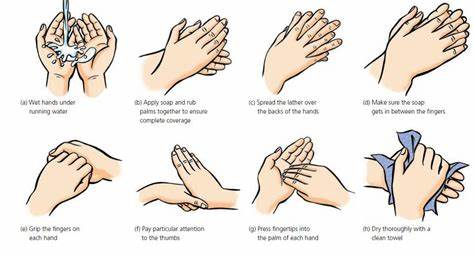 (a) Wet hands under
running water
(b) Apply soap and rub
palms together to ensure
complete coverage
(c) Spread the lather over
the backs of the hands
(d) Make sure the soap
gets in between the fingers
(e) Grip the fingers on
each hand
(f) Pay particular attention
to the thumbs
(g) Press fingertips into
the palm of each hand
(h) Dry thoroughly with a
clean towel